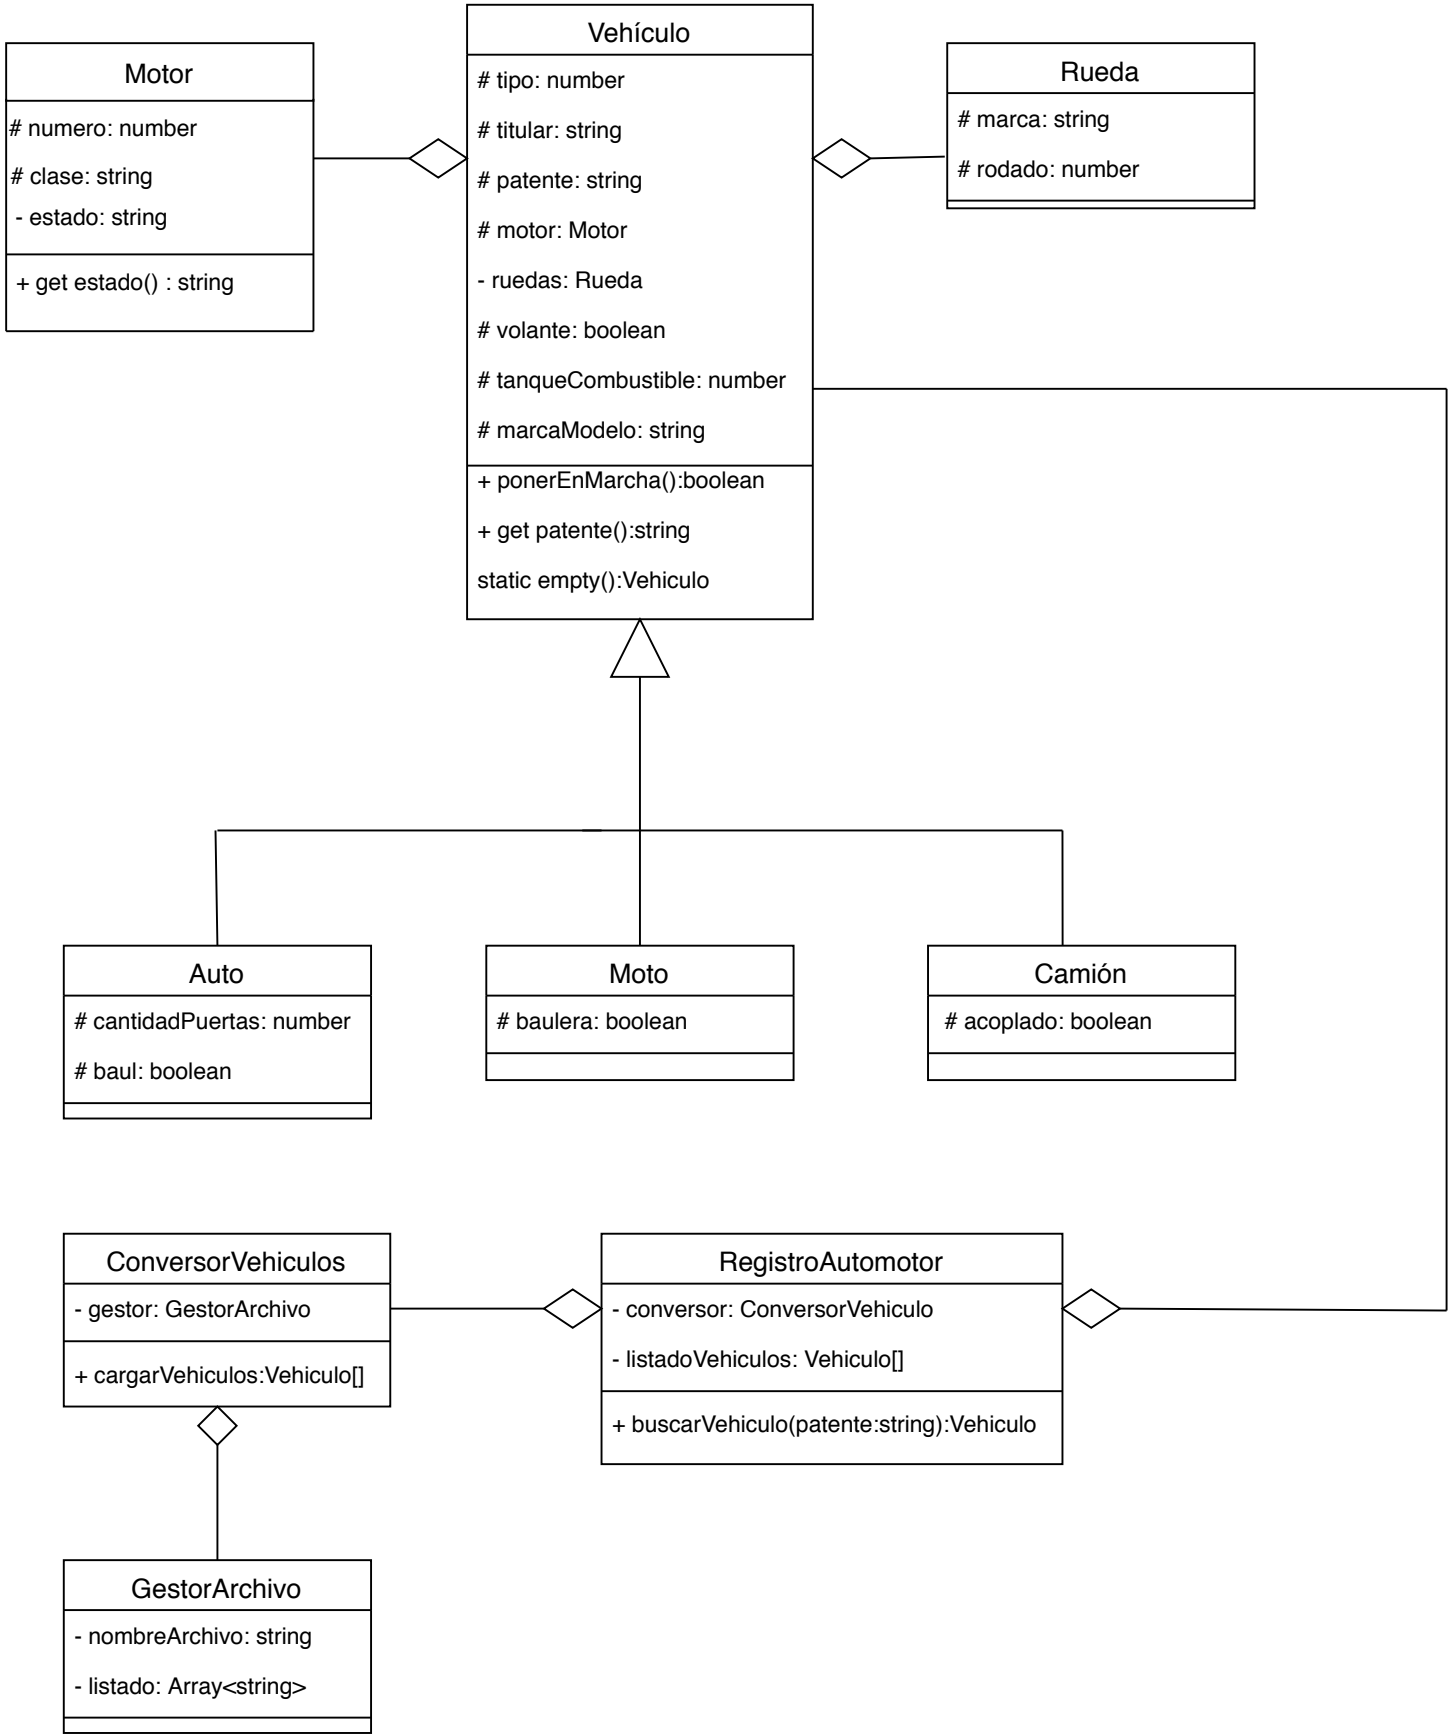 Motor
# numero: number
# clase: string
- estado: string
+ get estado() : string
Vehículo
# tipo: number
# titular: string
# patente: string
# motor: Motor
- ruedas: Rueda
# volante: boolean
# tanqueCombustible: number
# marcaModelo: string
+ ponerEnMarcha():boolean
+ get patente():string
static empty():Vehiculo
Rueda
# marca: string
# rodado: number
Auto
# cantidadPuertas: number
# baul: boolean
Moto
# baulera: boolean
Camión
# acoplado: boolean
ConversorVehiculos
- gestor: GestorArchivo
+ cargarVehiculos:Vehiculo[]
RegistroAutomotor
- conversor: ConversorVehiculo
- listadoVehiculos: Vehiculo[]
+ buscarVehiculo(patente:string):Vehiculo
GestorArchivo
- nombreArchivo: string
- listado: Array<string>